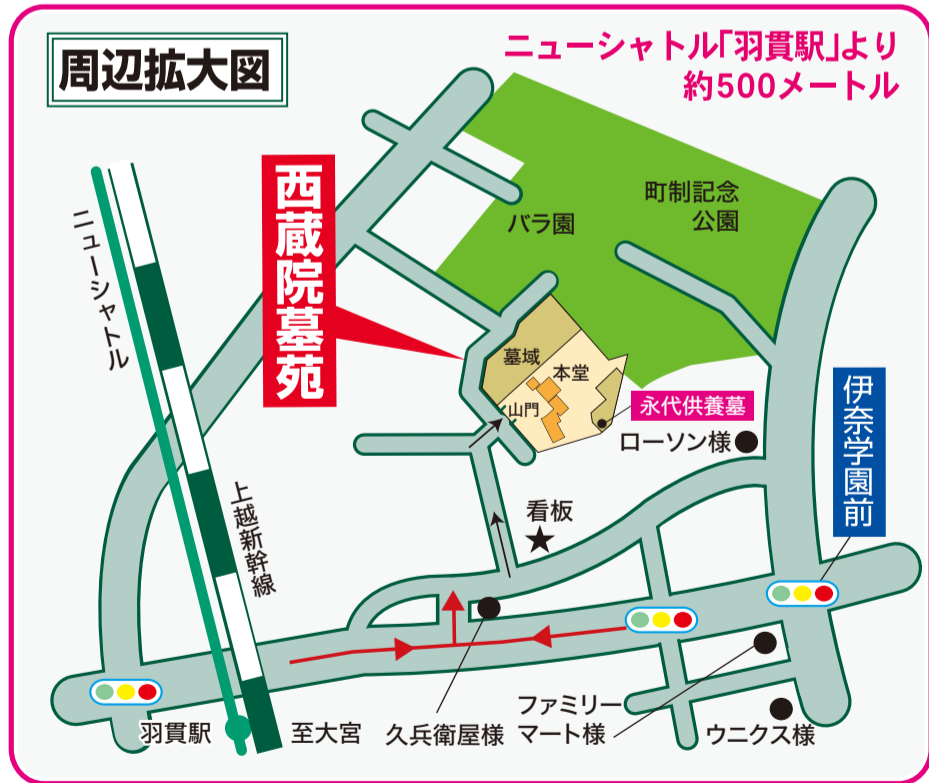 周辺拡大図
ニューシャトル「羽貫駅」より
約500メートル
西蔵院墓苑
町制記念
公園
バラ園
ニューシャトル
墓域
本堂
山門
永代供養墓
ローソン様
伊奈学園前
上越新幹線
看板
羽貫駅
至大宮
久兵衛屋様
ファミリー
マート様
ウニクス様